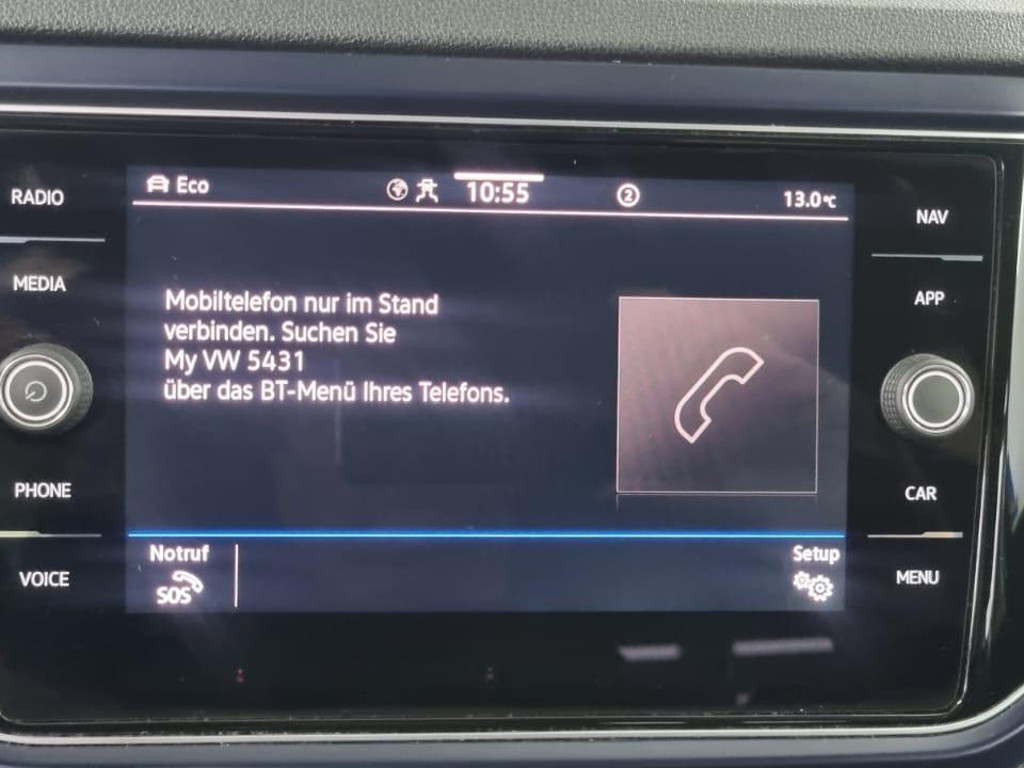 RADIO
MEDIA
PHONE
VOICE
Eco
10:55
2
13.0°C
Mobiltelefon nur im Stand
verbinden. Suchen Sie
My VW 5431
über das BT-Menü Ihres Telefons.
Notruf
SOS
Setup
NAV
APP
CAR
MENU